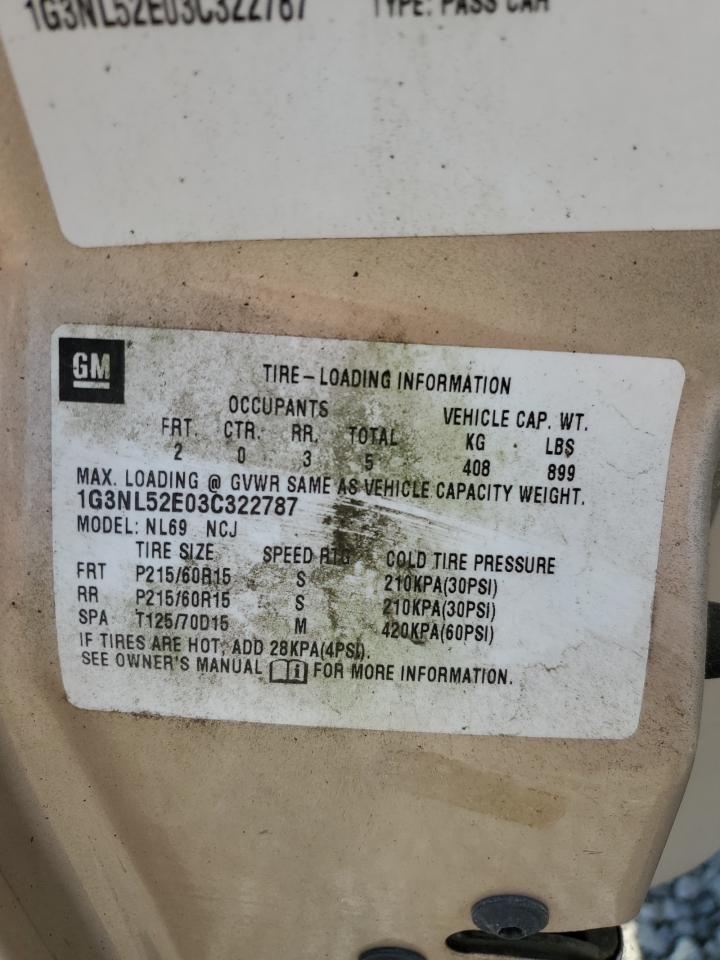 1G3NL52E03C322787 TYPE: PASS CAR
GM
TIRE-LOADING INFORMATION
OCCUPANTS VEHICLE CAP. WT.
FRT. CTR. RR. TOTAL KG LBS
2 0 3 5 408 899
MAX. LOADING @ GVWR SAME AS VEHICLE CAPACITY WEIGHT.
1G3NL52E03C322787
MODEL: NL69 NCJ
TIRE SIZE SPEED RTG COLD TIRE PRESSURE
FRT P215/60R15 S 210KPA(30PSI)
RR P215/60R15 S 210KPA(30PSI)
SPA T125/70D15 M 420KPA(60PSI)
IF TIRES ARE HOT, ADD 28KPA(4PSI).
SEE OWNER'S MANUAL i FOR MORE INFORMATION.